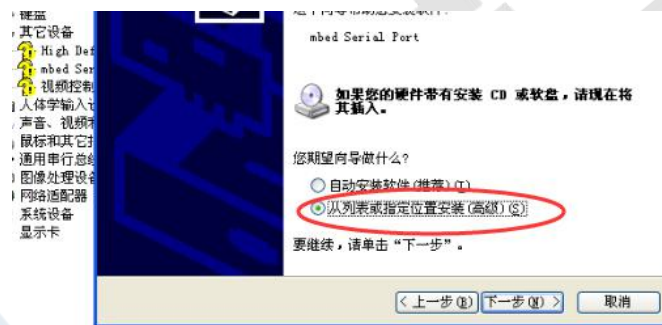 键盘
其它设备
High Def
mbed Ser
视频控制
人体学输入
声音、视频
鼠标和其它
通用串行总
图像处理设备
网络适配器
系统设备
显示卡
mbed Serial Port
如果您的硬件带有安装 CD 或软盘，请现在将
其插入。
您期望向导做什么?
自动安装软件(推荐)(I)
从列表或指定位置安装(高级)(S)
要继续，请单击“下一步”。
< 上一步(B)
下一步(N) >
取消